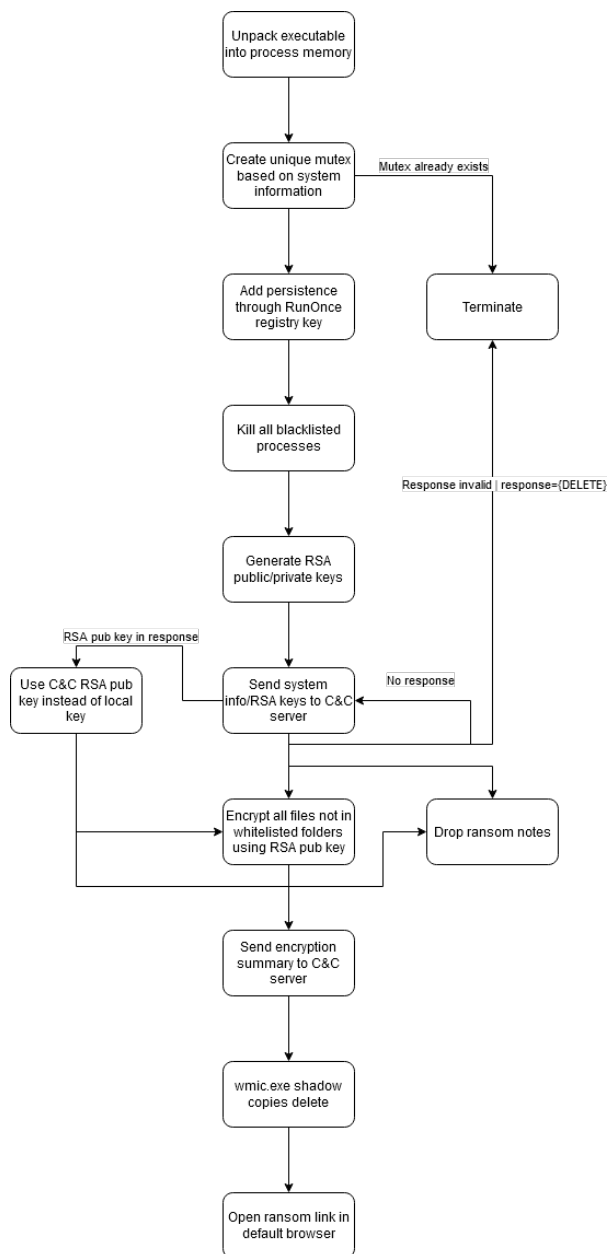 Unpack executable
into process memory
Create unique mutex
based on system
information
Mutex already exists
Add persistence
through RunOnce
registry key
Terminate
Kill all blacklisted
processes
Response invalid | response={DELETE}
Generate RSA
public/private keys
RSA pub key in response
Use C&C RSA pub
key instead of local
key
Send system
info/RSA keys to C&C
server
No response
Encrypt all files not in
whitelisted folders
using RSA pub key
Drop ransom notes
Send encryption
summary to C&C
server
wmic.exe shadow
copies delete
Open ransom link in
default browser